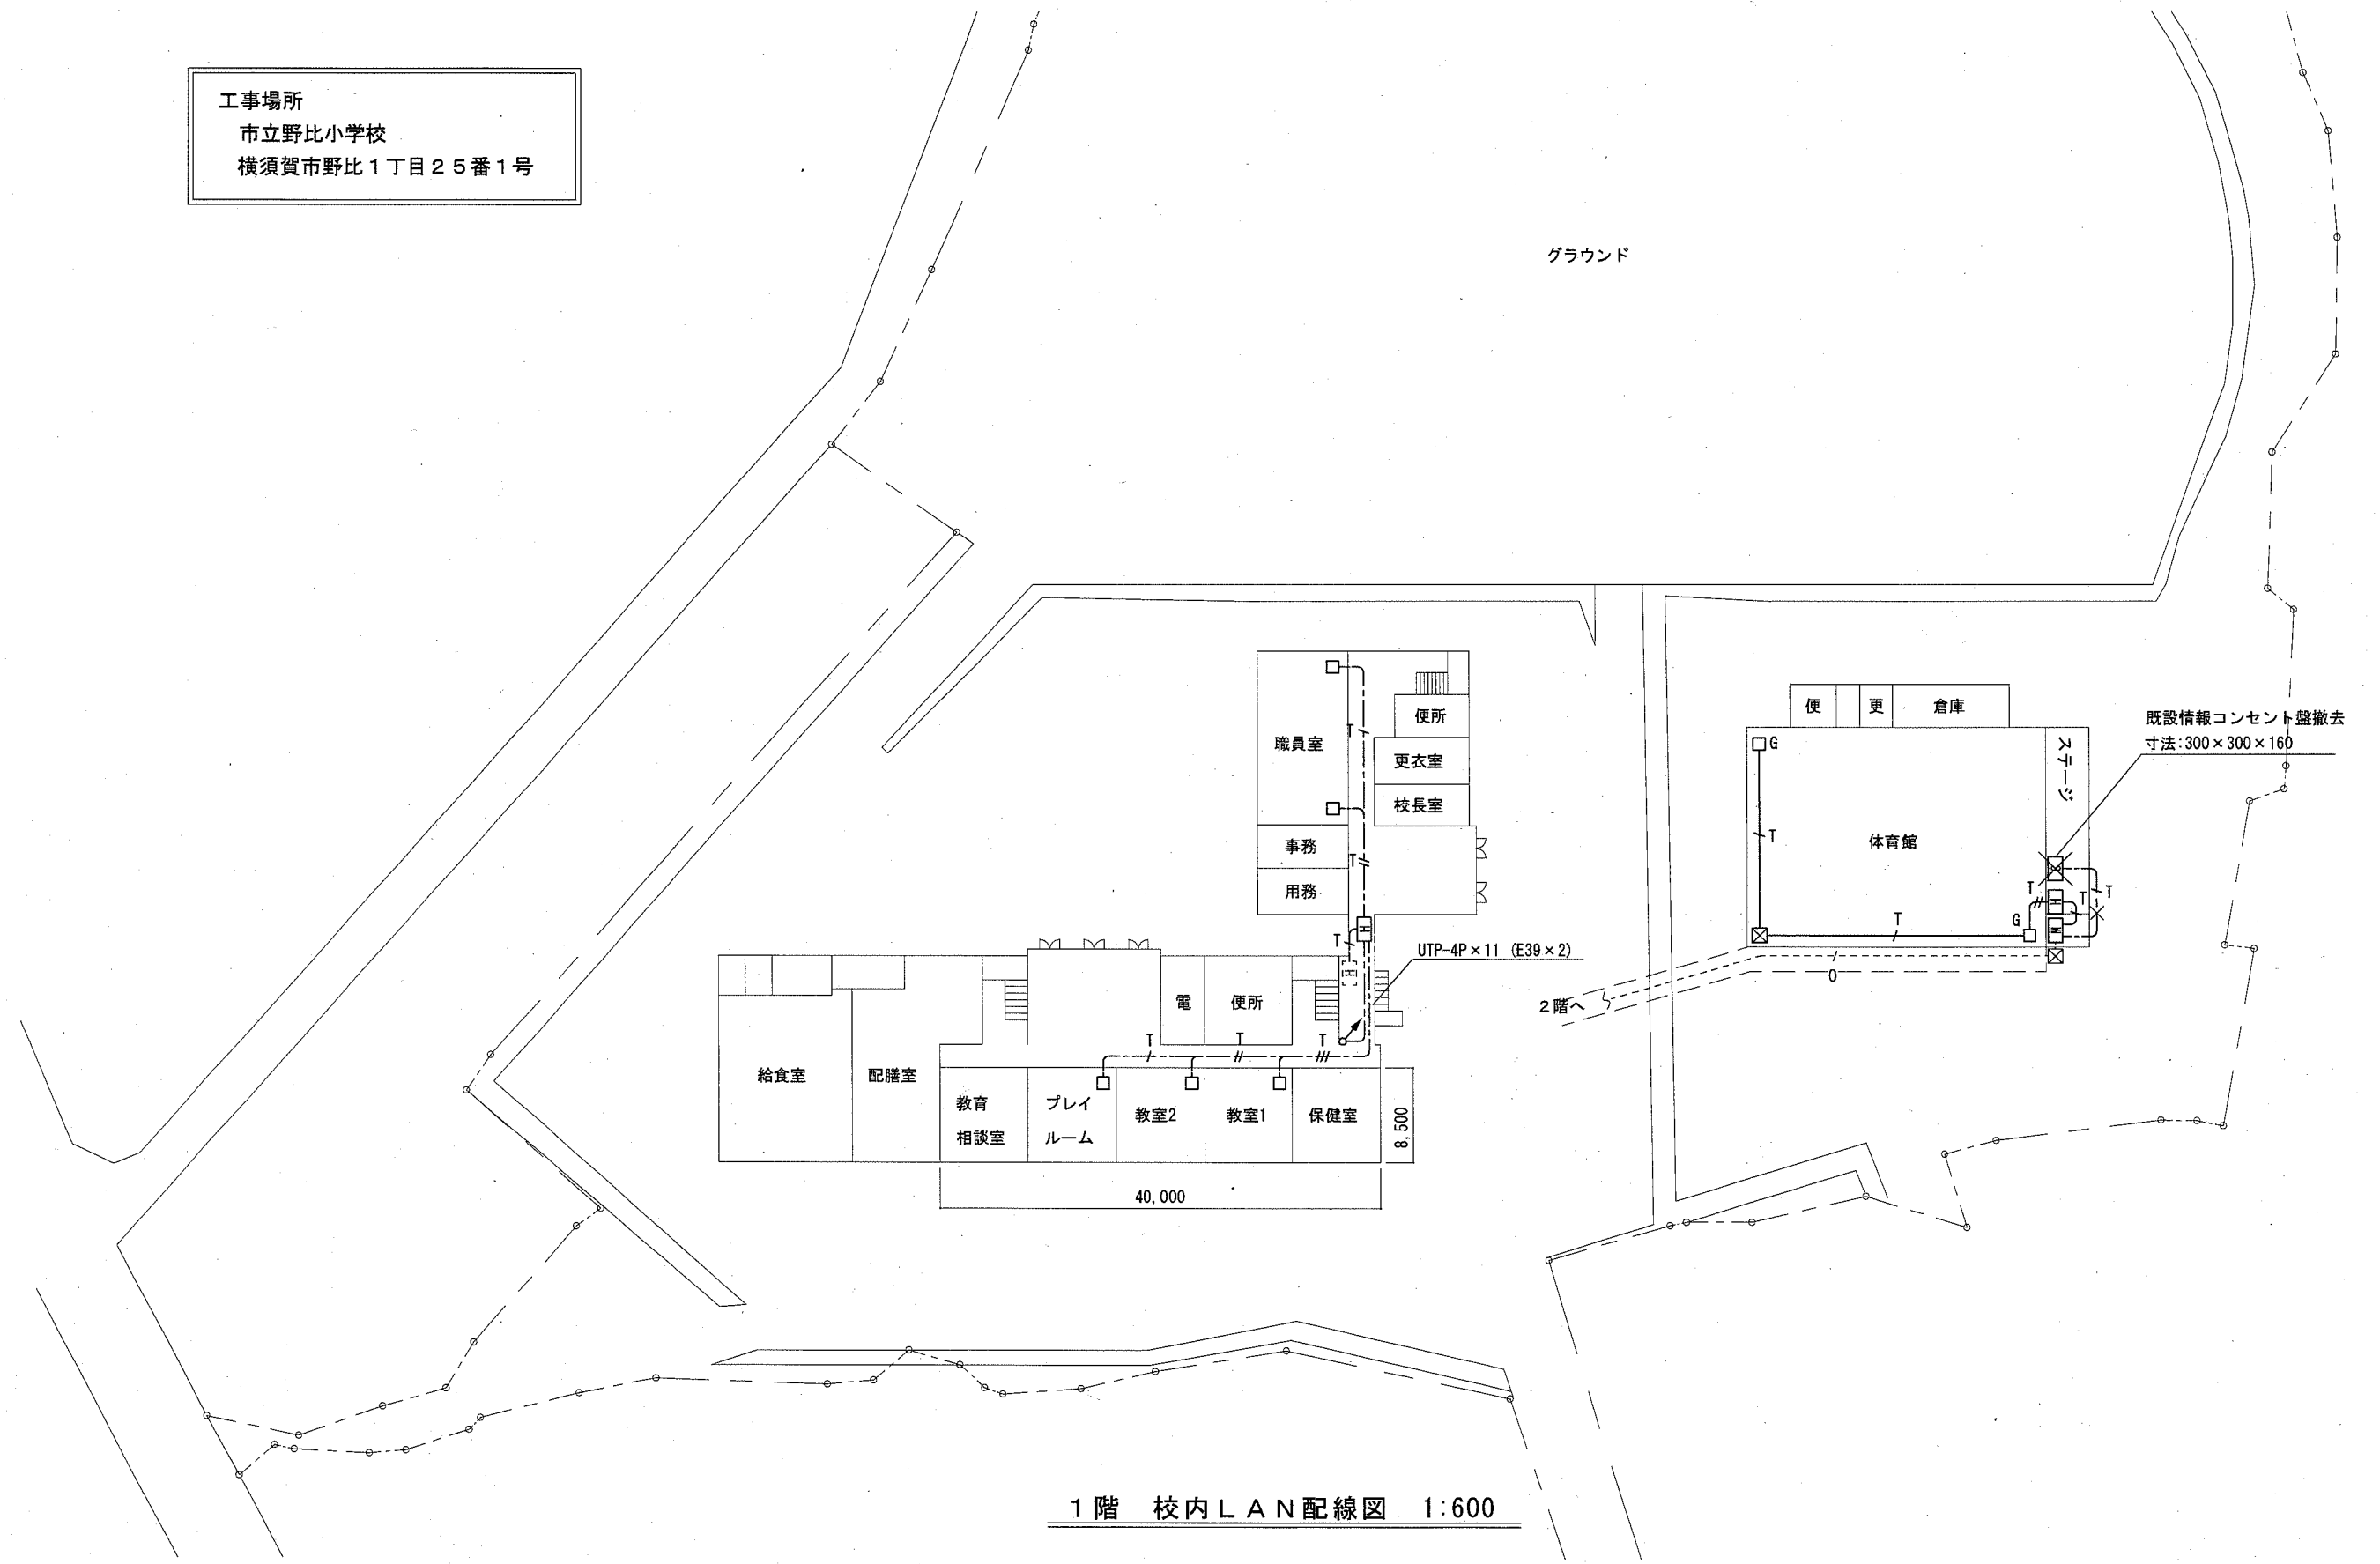 工事場所
市立野比小学校
横須賀市野比1丁目25番1号
グラウンド
便所
職員室
更衣室
校長室
事務
用務
T
T
T
H
H
UTP-4P×11 (E39×2)
便
更
倉庫
既設情報コンセント盤撤去
寸法:300×300×160
ステージ
G
T
体育館
T
T
T
H
G
T
O
2階へ
電
便所
T
T
T
給食室
配膳室
教育
相談室
プレイ
ルーム
教室2
教室1
保健室
8,500
40,000
1階 校内LAN配線図 1:600